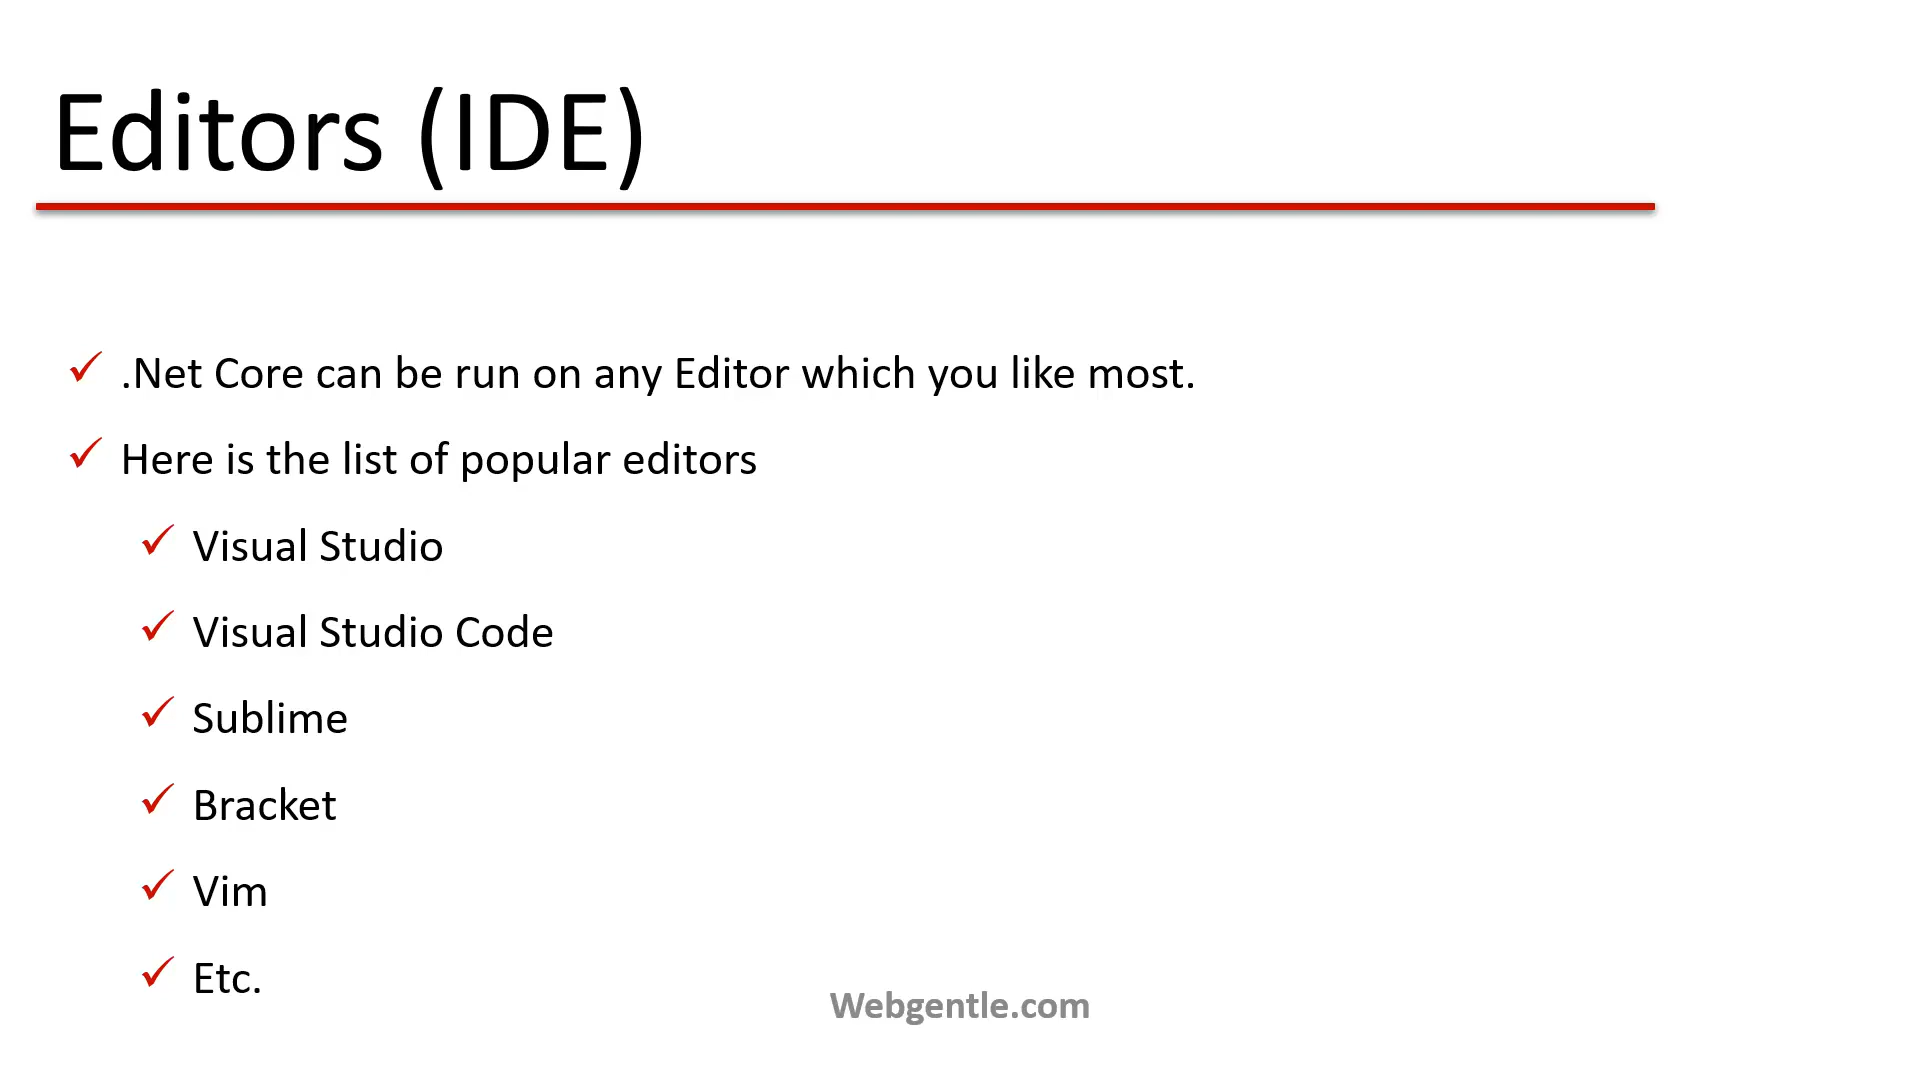 Editors (IDE)
.Net Core can be run on any Editor which you like most.
Here is the list of popular editors
Visual Studio
Visual Studio Code
Sublime
Bracket
Vim
Etc.
Webgentle.com